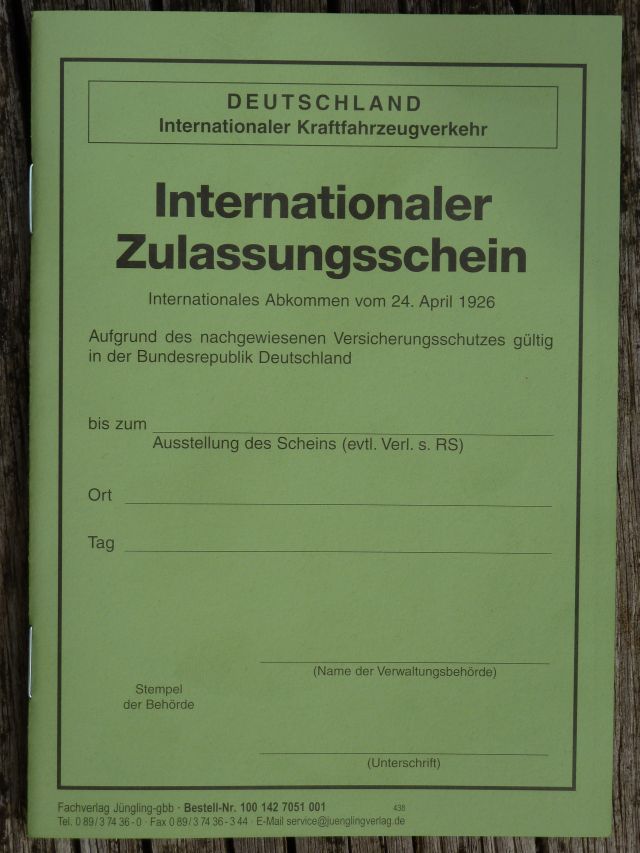 DEUTSCHLAND
Internationaler Kraftfahrzeugverkehr
Internationaler
Zulassungsschein
Internationales Abkommen vom 24. April 1926
Aufgrund des nachgewiesenen Versicherungsschutzes gültig
in der Bundesrepublik Deutschland
bis zum
Ausstellung des Scheins (evtl. Verl. s. RS)
Ort
Tag
(Name der Verwaltungsbehörde)
Stempel
der Behörde
(Unterschrift)
Fachverlag Jüngling-gbb · Bestell-Nr. 100 142 7051 001 438
Tel. 0 89/3 74 36-0 · Fax 0 89/3 74 36-3 44 · E-Mail service@juenglingverlag.de